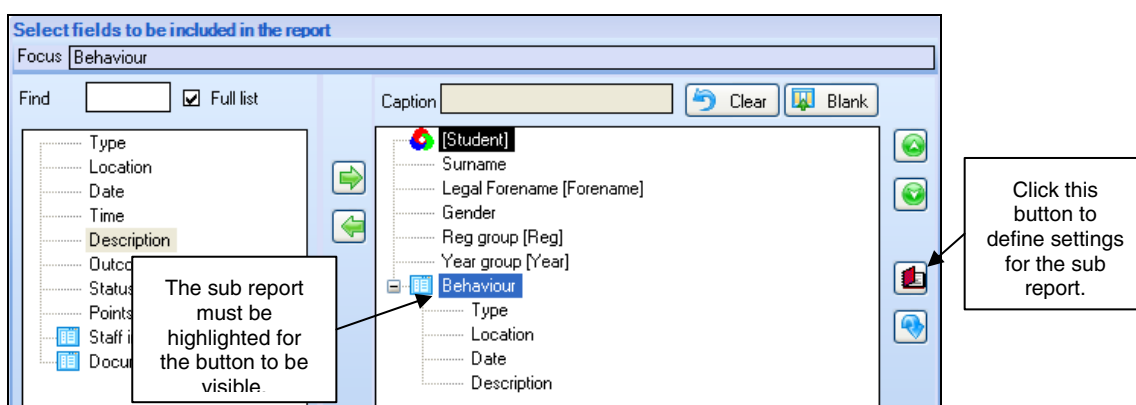 Select fields to be included in the report
Focus Behaviour
Find Full list
Caption Clear Blank
Type
Location
Date
Time
Description
Status
Points
[Student]
Surname
Legal Forename [Forename]
Gender
Reg group [Reg]
Year group [Year]
Behaviour
Type
Location
Date
Description
The sub report
must be
highlighted for
the button to be
visible.
Click this
button to
define settings
for the sub
report.